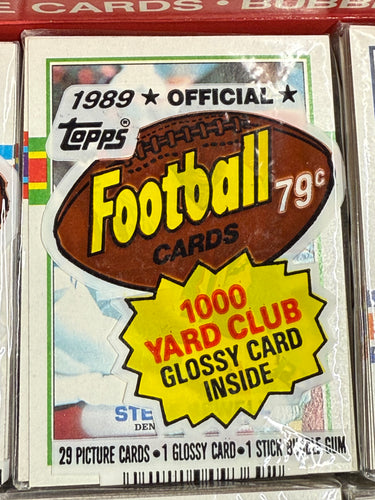 E CARDS • BUBB
1989 ★ OFFICIAL ★
TOPPS®
Football
79¢
CARDS
1000
YARD CLUB
GLOSSY CARD
INSIDE
STE
DEN
29 PICTURE CARDS • 1 GLOSSY CARD • 1 STICK BUBBLE GUM